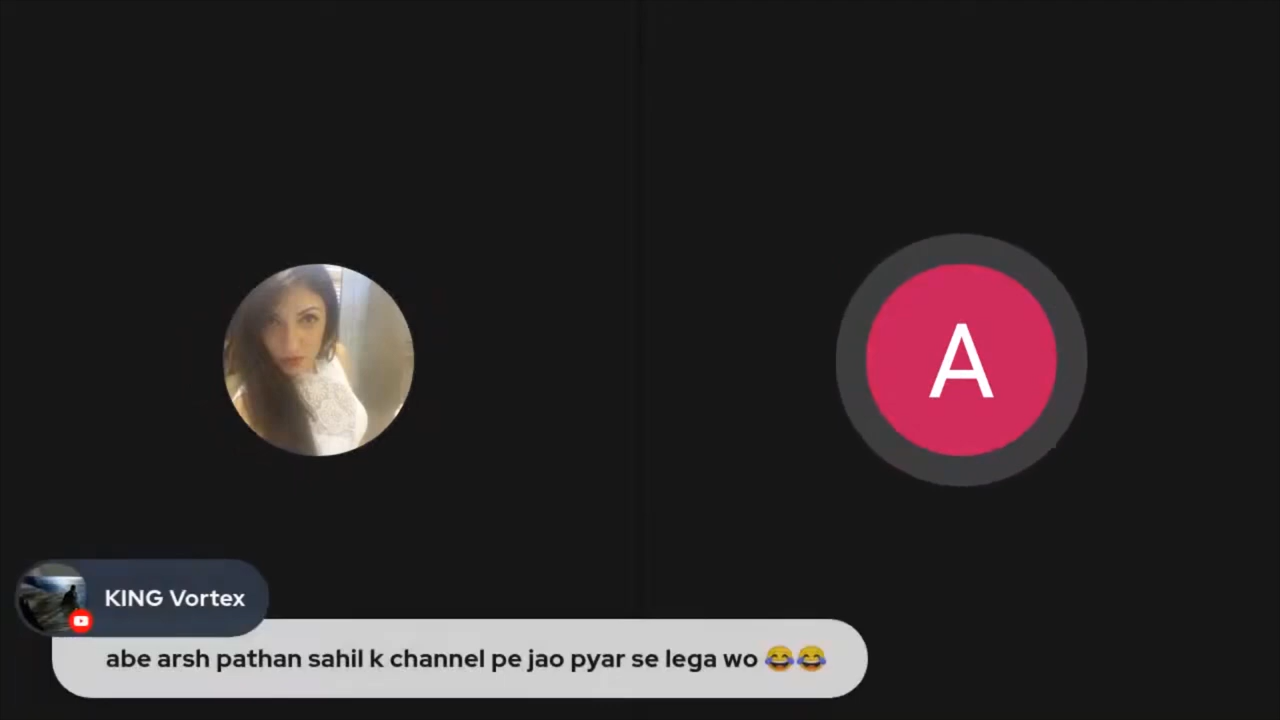 A
KING Vortex
abe arsh pathan sahil k channel pe jao pyar se lega wo 😂😂